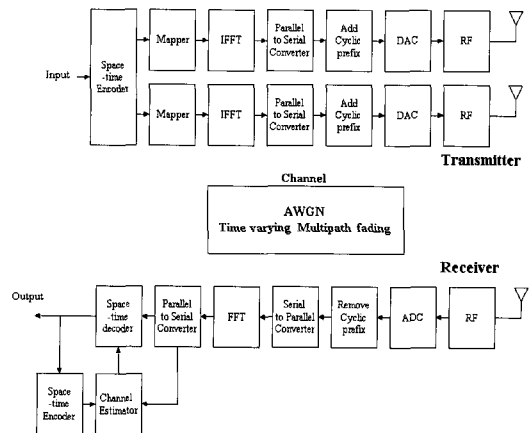 Input
Space
-time
Encoder
Mapper
IFFT
Parallel
to Serial
Converter
Add
Cyclic
prefix
DAC
RF
Mapper
IFFT
Parallel
to Serial
Converter
Add
Cyclic
prefix
DAC
RF
Transmitter
Channel
AWGN
Time varying Multipath fading
Receiver
Output
Space
-time
decoder
Parallel
to Serial
Converter
FFT
Serial
to Parallel
Converter
Remove
Cyclic
prefix
ADC
RF
Space
-time
Encoder
Channel
Estimator